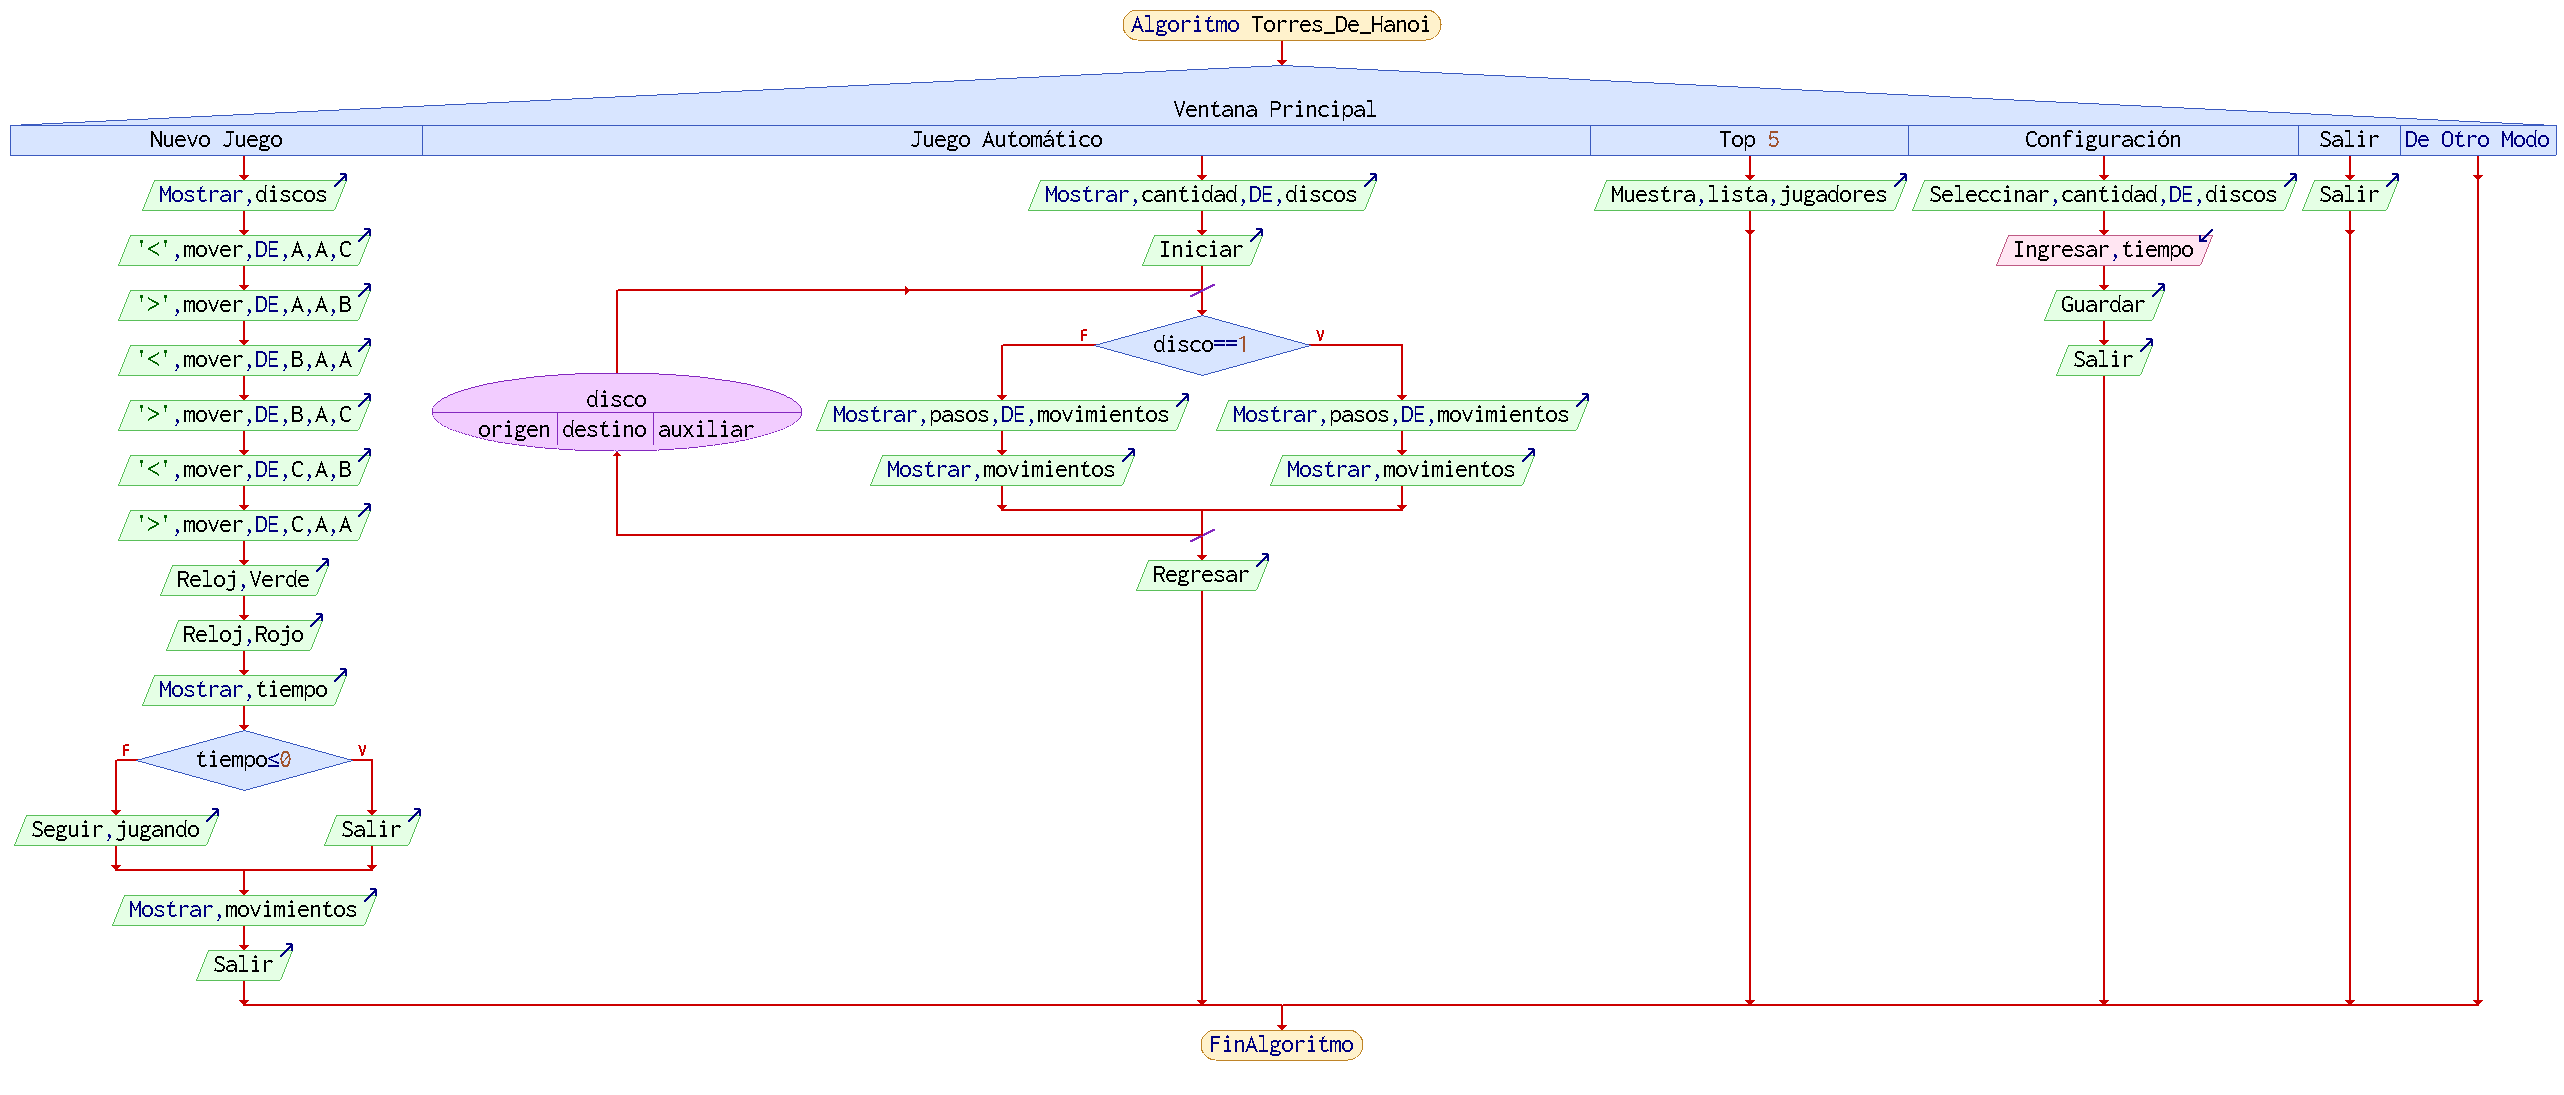 Algoritmo Torres_De_Hanoi
Ventana Principal
Nuevo Juego
Juego Automático
Top 5
Configuración
Salir
De Otro Modo
Mostrar,discos
'<',mover,DE,A,A,C
'>',mover,DE,A,A,B
'<',mover,DE,B,A,A
'>',mover,DE,B,A,C
'<',mover,DE,C,A,B
'>',mover,DE,C,A,A
Reloj,Verde
Reloj,Rojo
Mostrar,tiempo
tiempo≤0
F
V
Seguir,jugando
Salir
Mostrar,movimientos
Salir
Mostrar,cantidad,DE,discos
Iniciar
disco
origen destino auxiliar
disco==1
F
V
Mostrar,pasos,DE,movimientos
Mostrar,movimientos
Mostrar,pasos,DE,movimientos
Mostrar,movimientos
Regresar
Muestra,lista,jugadores
Seleccinar,cantidad,DE,discos
Ingresar,tiempo
Guardar
Salir
Salir
FinAlgoritmo